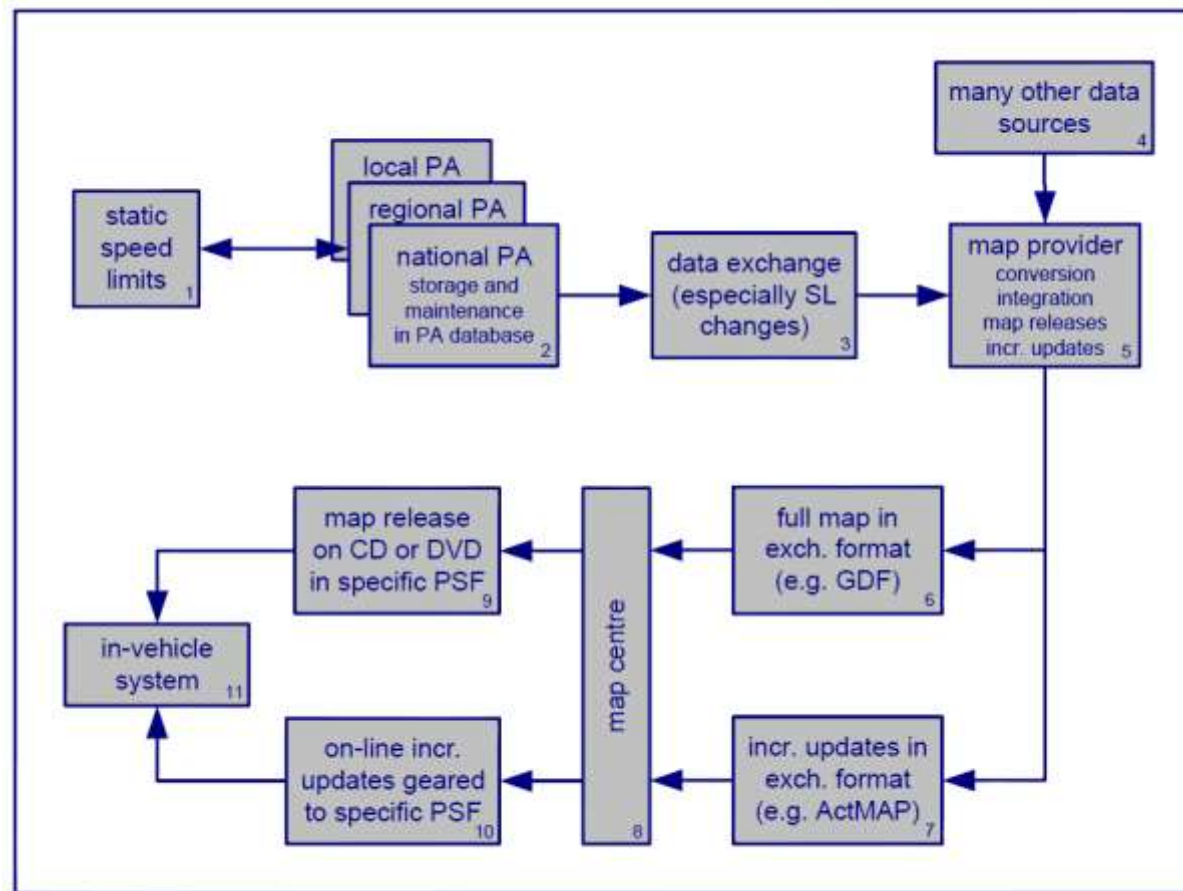 static
speed
limits
1
local PA
regional PA
national PA
storage and
maintenance
in PA database
2
data exchange
(especially SL
changes)
3
many other data
sources
4
map provider
conversion
integration
map releases
incr. updates
5
full map in
exch. format
(e.g. GDF)
6
incr. updates in
exch. format
(e.g. ActMAP)
7
map centre
8
map release
on CD or DVD
in specific PSF
9
on-line incr.
updates geared
to specific PSF
10
in-vehicle
system
11